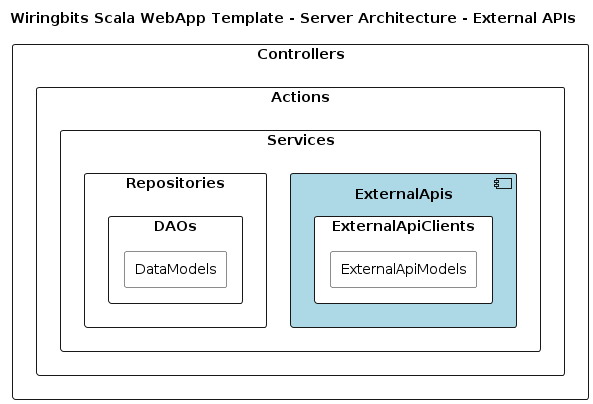 Wiringbits Scala WebApp Template - Server Architecture - External APIs
Controllers
Actions
Services
Repositories
DAOs
DataModels
ExternalApis
ExternalApiClients
ExternalApiModels